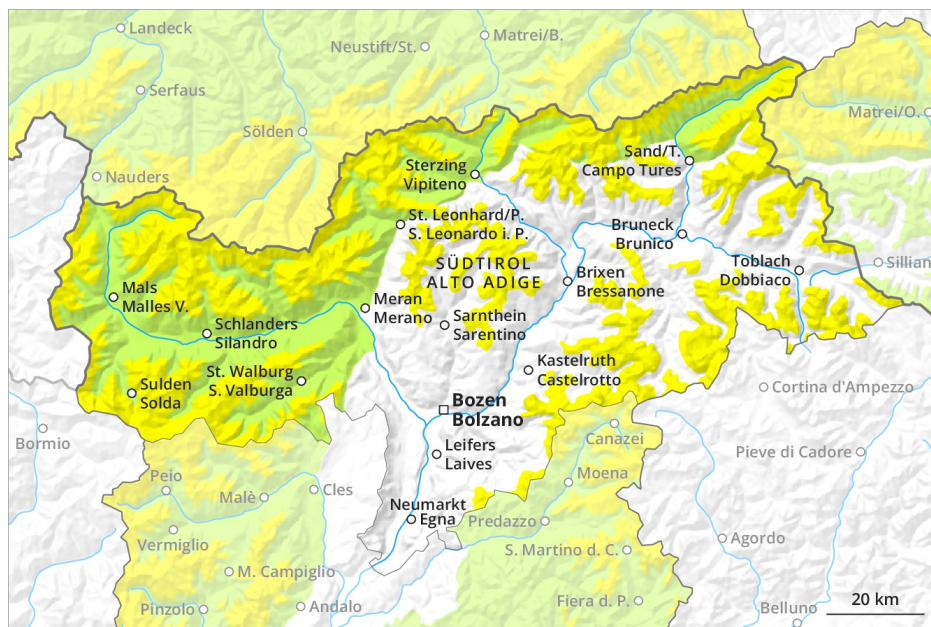 Landeck
Neustift/St.
Matrei/B.
Serfaus
Matrei/O.
Sölden
Sand/T.
Campo Tures
Sterzing
Vipiteno
Nauders
St. Leonhard/P.
S. Leonardo i. P.
Bruneck
Brunico
SÜDTIROL
ALTO ADIGE
Toblach
Dobbiaco
Sillian
Brixen
Bressanone
Mals
Malles V.
Meran
Merano
Sarnthein
Sarentino
Schlanders
Silandro
Kastelruth
Castelrotto
St. Walburg
S. Valburga
Sulden
Solda
Cortina d'Ampezzo
Bozen
Bolzano
Bormio
Canazei
Leifers
Laives
Pieve di Cadore
Moena
Peio
Malè
Cles
Neumarkt
Egna
Predazzo
Agordo
Vermiglio
S. Martino d. C.
M. Campiglio
Pinzolo
Andalo
Fiera d. P.
Belluno
20 km